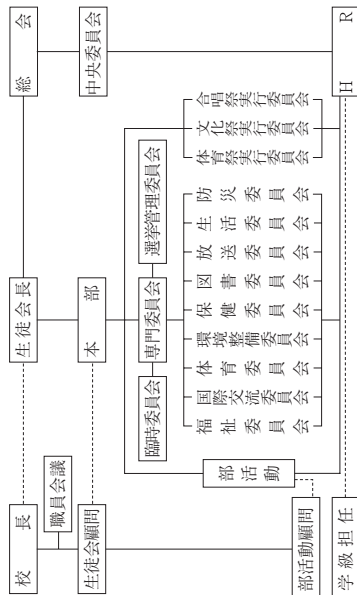 総会
中央委員会
HR
生徒会長
本部
選挙管理委員会
専門委員会
臨時委員会
合唱祭実行委員会
文化祭実行委員会
体育祭実行委員会
防災委員会
生活委員会
放送委員会
図書委員会
保健委員会
環境整備委員会
体育委員会
国際交流委員会
福祉委員会
部活動
校長
職員会議
生徒会顧問
部活動顧問
学級担任